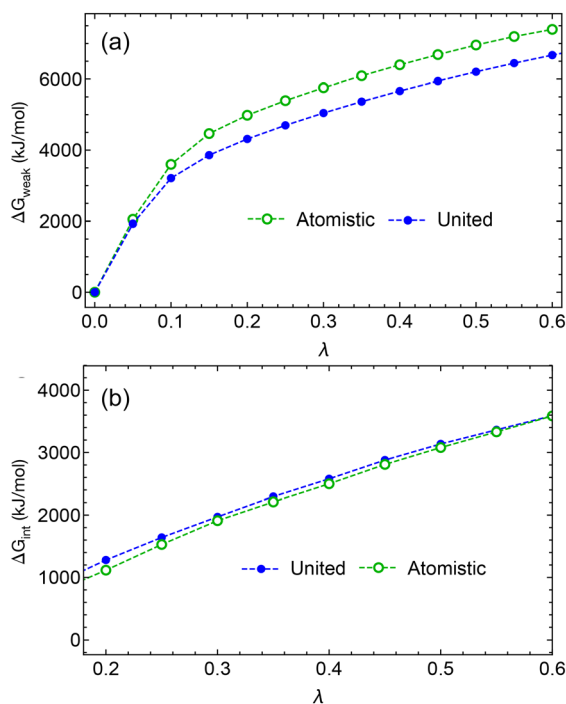 (a)
6000
4000
2000
0
ΔGweak (kJ/mol)
Atomistic
United
0.0 0.1 0.2 0.3 0.4 0.5 0.6
λ
(b)
4000
3000
2000
1000
0
ΔGint (kJ/mol)
United
Atomistic
0.2 0.3 0.4 0.5 0.6
λ